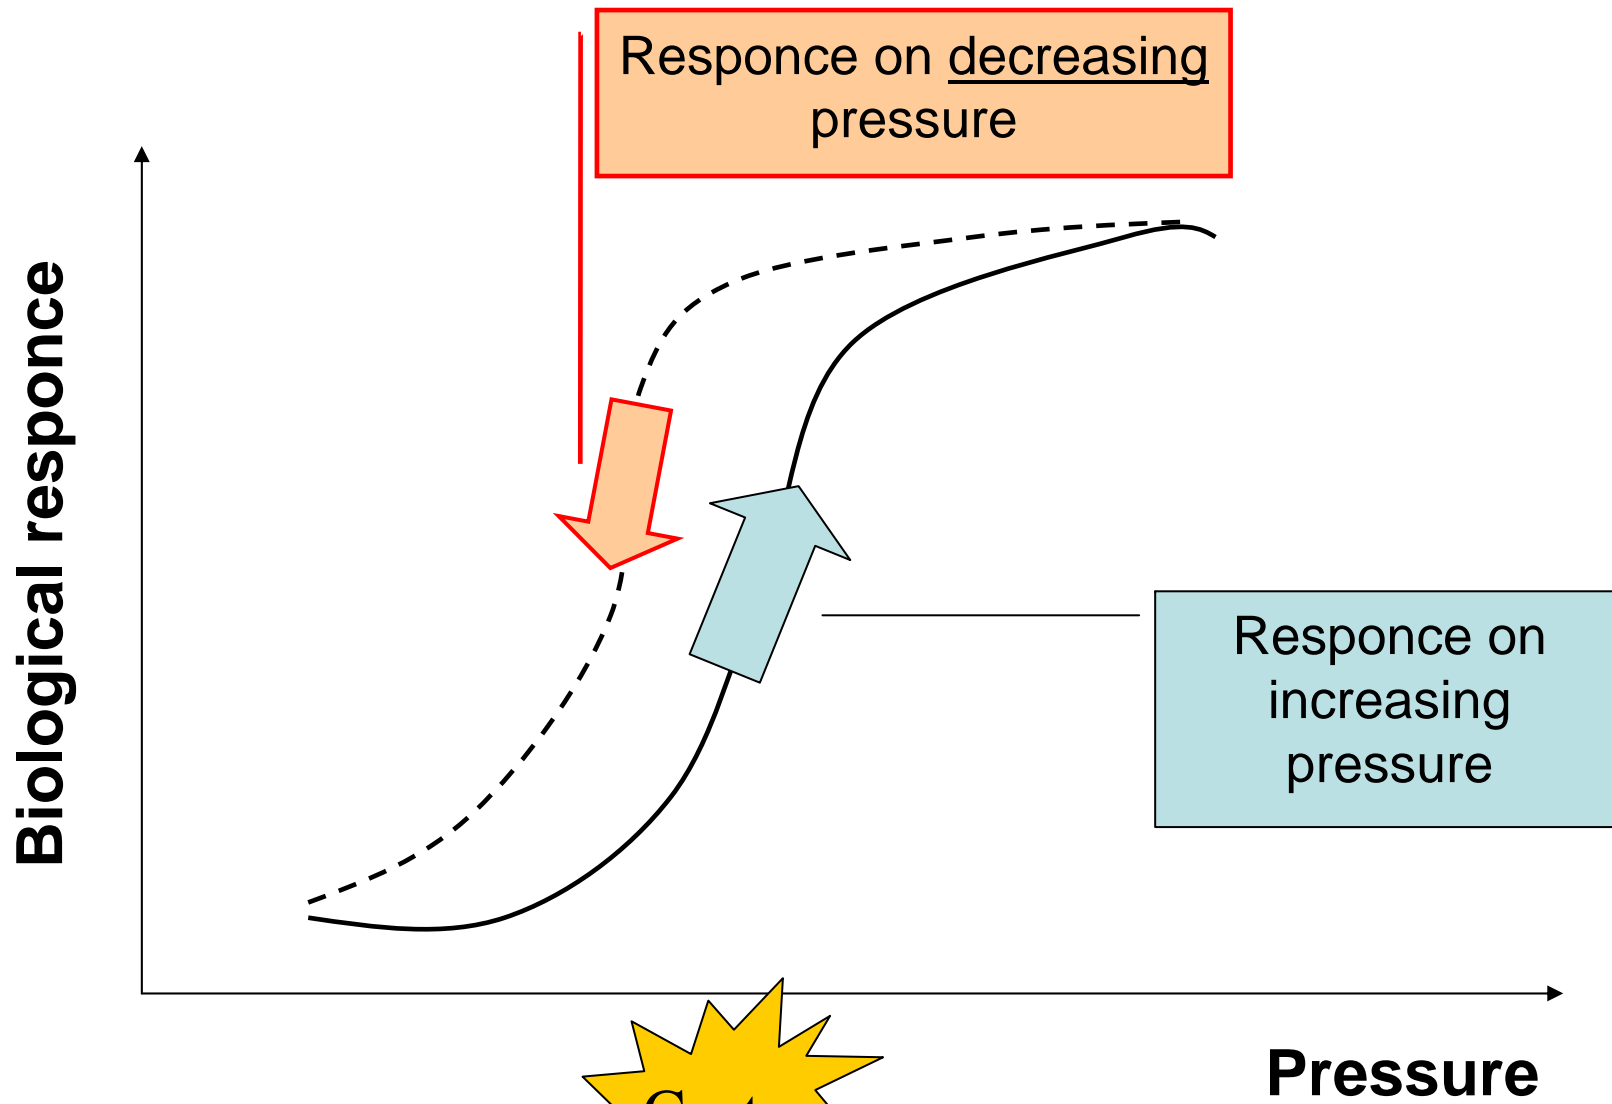 Responce on decreasing
pressure
Biological responce
Responce on
increasing
pressure
Pressure